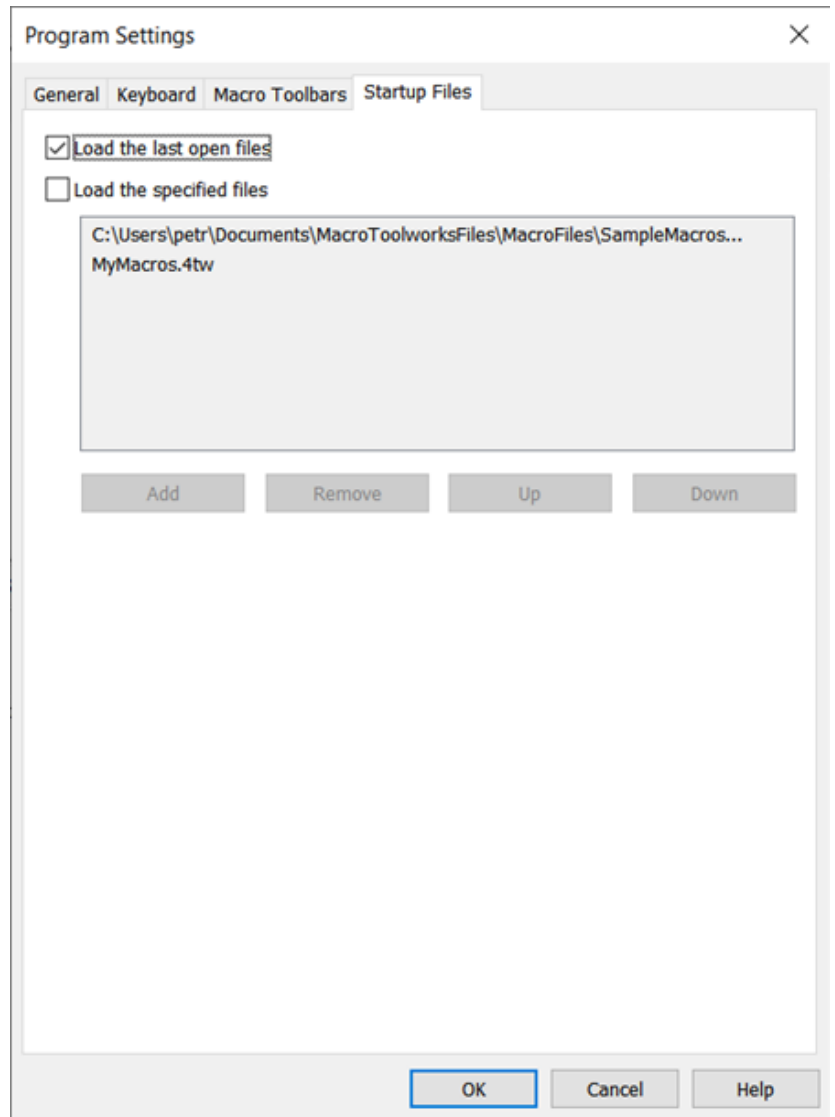 Program Settings
General Keyboard Macro Toolbars Startup Files
Load the last open files
Load the specified files
C:\Users\petr\Documents\MacroToolworksFiles\MacroFiles\SampleMacros...
MyMacros.4tw
Add Remove Up Down
OK Cancel Help